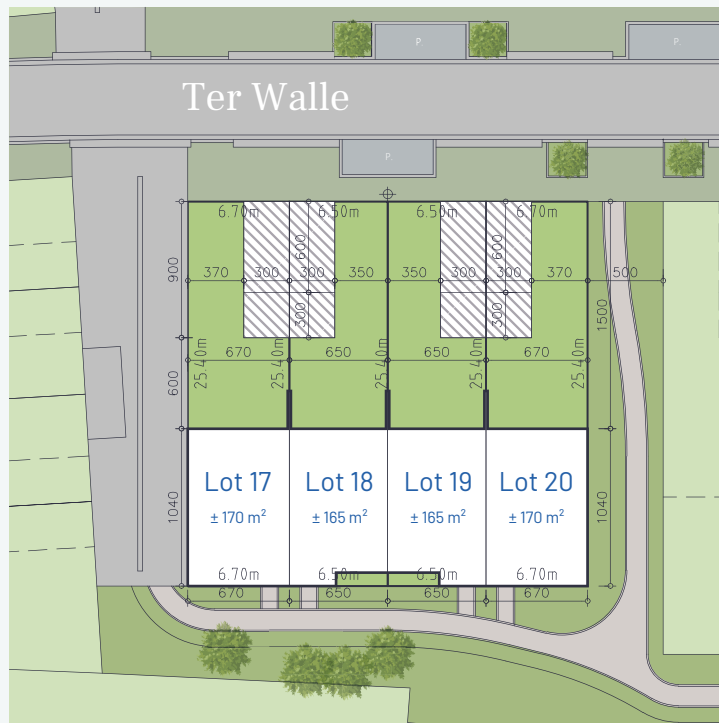 P.
P.
Ter Walle
P.
6.70m 6.50m 6.50m 6.70m
900
600
600
370 300 300 350 350 300 300 370 500
300
300
1500
25.40m
25.40m
25.40m
25.40m
670 650 650 670
600
Lot 17
± 170 m²
Lot 18
± 165 m²
Lot 19
± 165 m²
Lot 20
± 170 m²
1040
1040
6.70m 6.50m 6.50m 6.70m
670 650 650 670